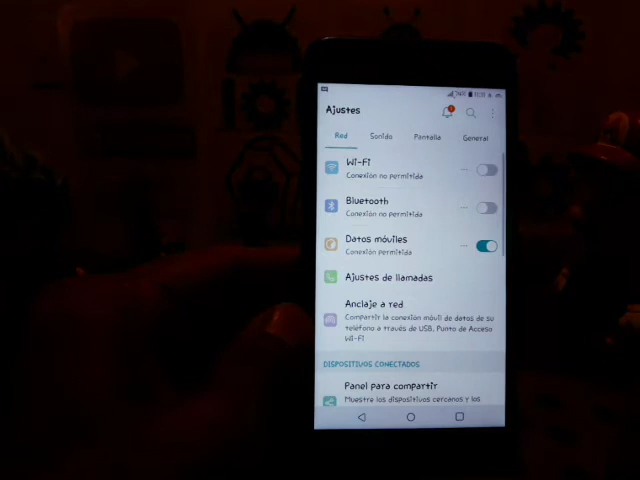 Ajustes
Red Sonido Pantalla General
Wi-Fi
Conexión no permitida
Bluetooth
Conexión no permitida
Datos móviles
Conexión permitida
Ajustes de llamadas
Anclaje a red
Compartir la conexión móvil de datos de su
teléfono a través de USB, Punto de Acceso
Wi-Fi
DISPOSITIVOS CONECTADOS
Panel para compartir
Muestre los dispositivos cercanos y los